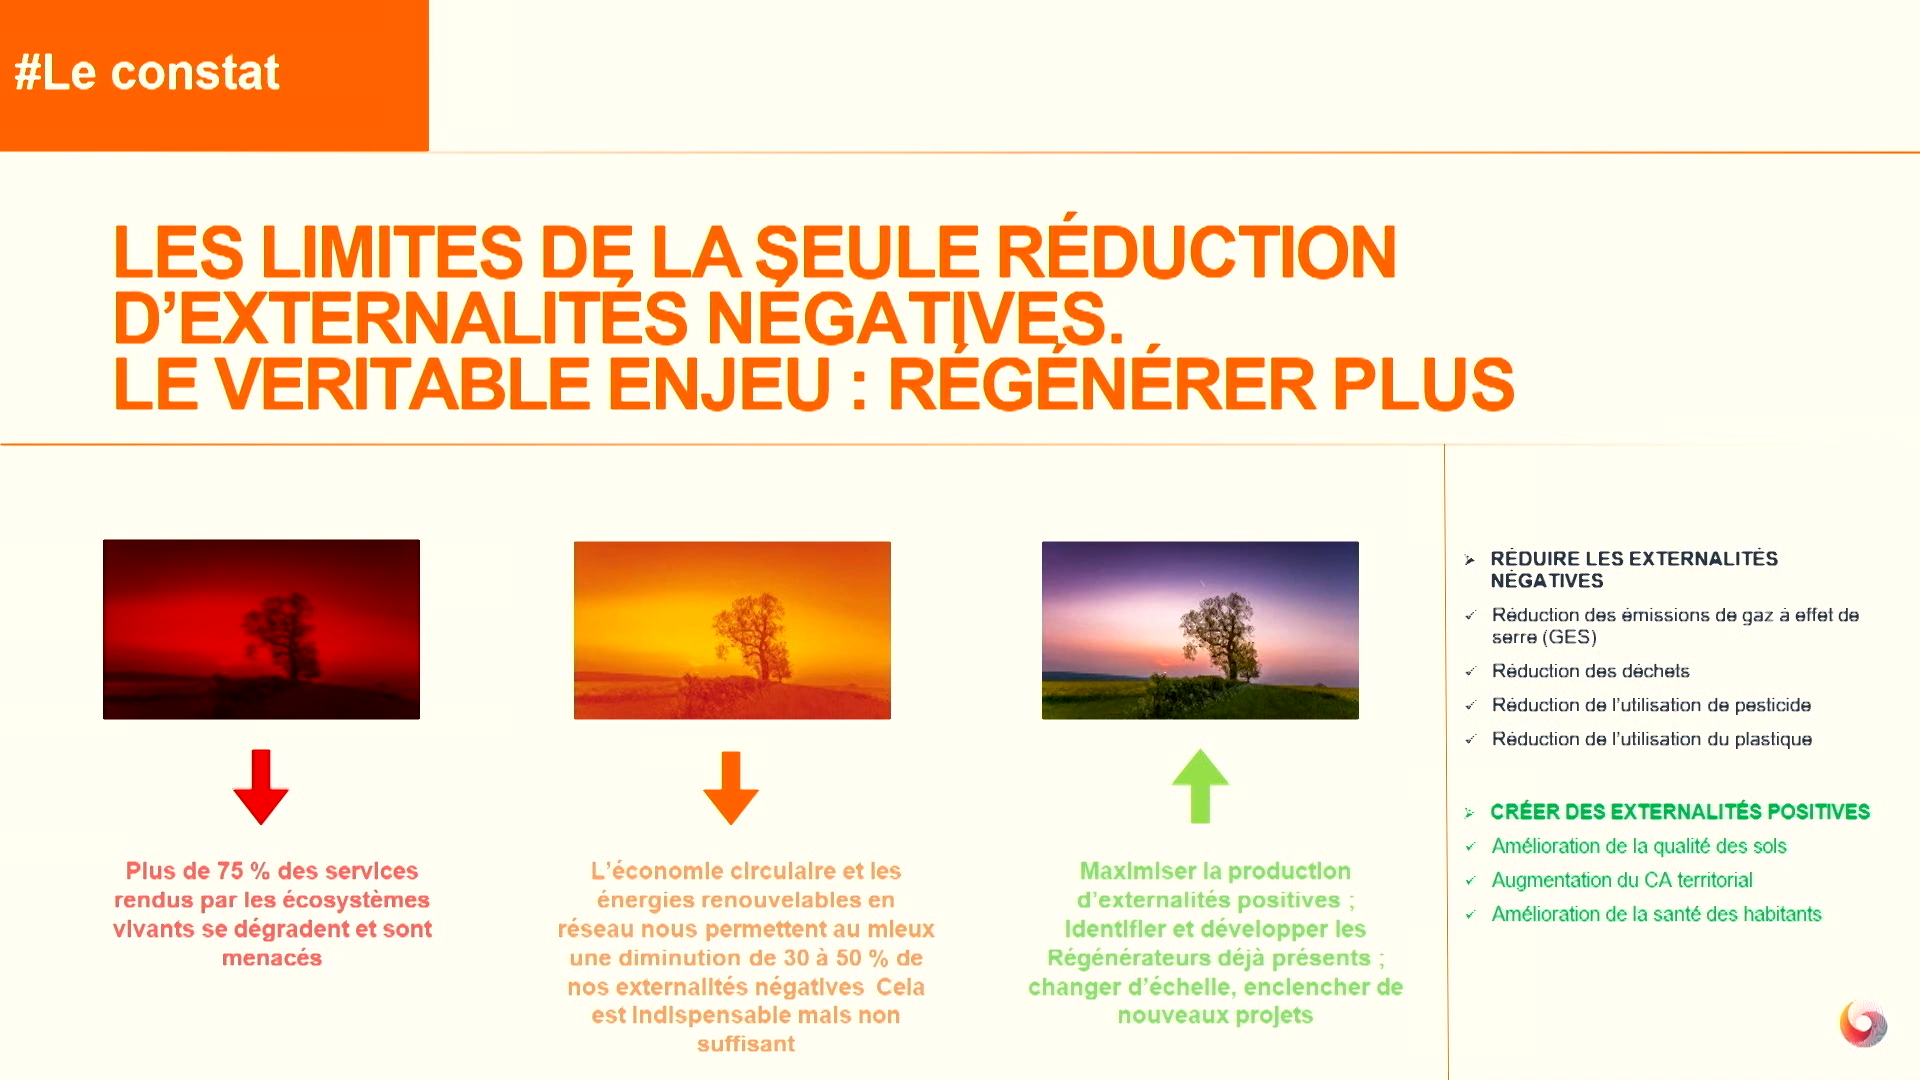 #Le constat
LES LIMITES DE LA SEULE RÉDUCTION
D'EXTERNALITÉS NÉGATIVES.
LE VERITABLE ENJEU : RÉGÉNÉRER PLUS
Plus de 75 % des services
rendus par les écosystèmes
vivants se dégradent et sont
menacés
L'économie circulaire et les
énergies renouvelables en
réseau nous permettent au mieux
une diminution de 30 à 50 % de
nos externalités négatives Cela
est indispensable mais non
suffisant
Maximiser la production
d'externalités positives ;
Identifier et développer les
Régénérateurs déjà présents ;
changer d'échelle, enclencher de
nouveaux projets
RÉDUIRE LES EXTERNALITÉS
NÉGATIVES
Réduction des émissions de gaz à effet de
serre (GES)
Réduction des déchets
Réduction de l'utilisation de pesticide
Réduction de l'utilisation du plastique
CRÉER DES EXTERNALITÉS POSITIVES
Amélioration de la qualité des sols
Augmentation du CA territorial
Amélioration de la santé des habitants